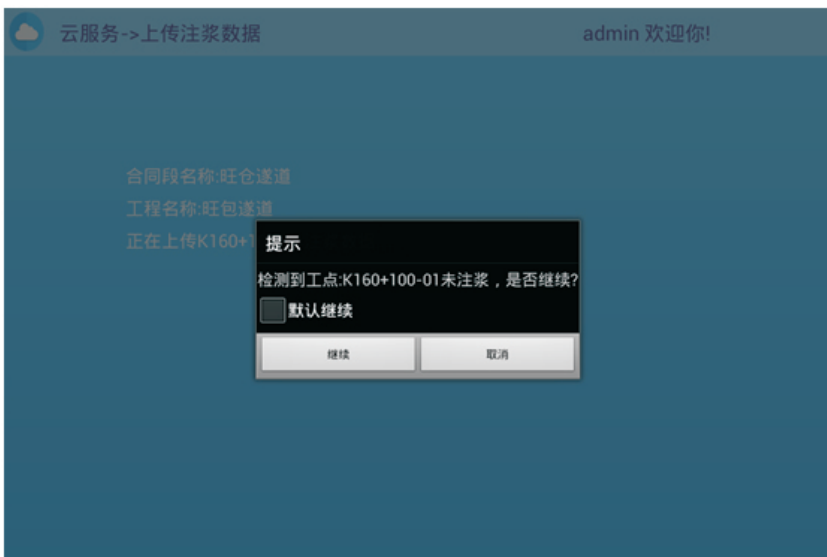 云服务->上传注浆数据
admin 欢迎你!
合同段名称:旺仓遂道
工程名称:旺包遂道
正在上传K160+1
提示
检测到工点:K160+100-01未注浆，是否继续?
默认继续
继续
取消